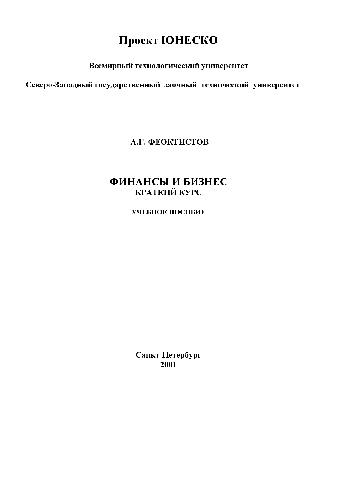 Проект ЮНЕСКО
Всемирный технологический университет
Северо-Западный государственный заочный технический университет
А.Г. ФЕОКТИСТОВ
ФИНАНСЫ И БИЗНЕС
КРАТКИЙ КУРС
УЧЕБНОЕ ПОСОБИЕ
Санкт-Петербург
2001